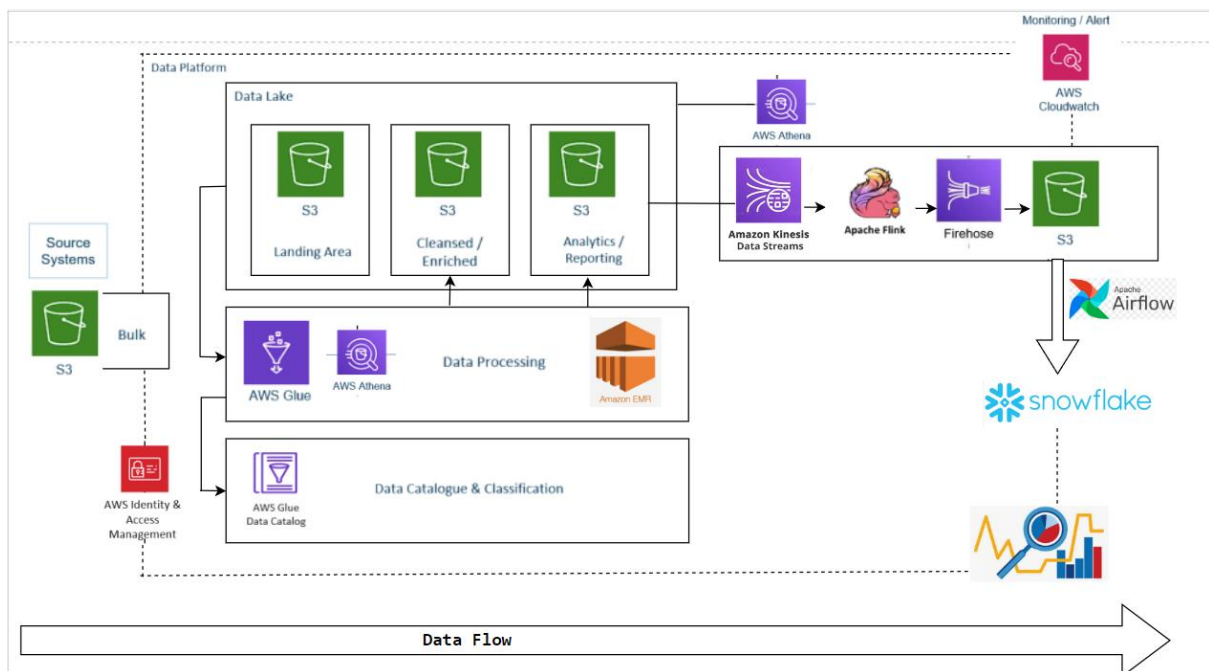 Monitoring / Alert
AWS
Cloudwatch
Data Platform
Data Lake
AWS Athena
S3
Landing Area
S3
Cleansed /
Enriched
S3
Analytics /
Reporting
Amazon Kinesis
Data Streams
Apache Flink
Firehose
S3
Source
Systems
S3
Bulk
AWS Glue
AWS Athena
Data Processing
Amazon EMR
Apache
Airflow
snowflake
AWS Identity &
Access
Management
AWS Glue
Data Catalog
Data Catalogue & Classification
Data Flow